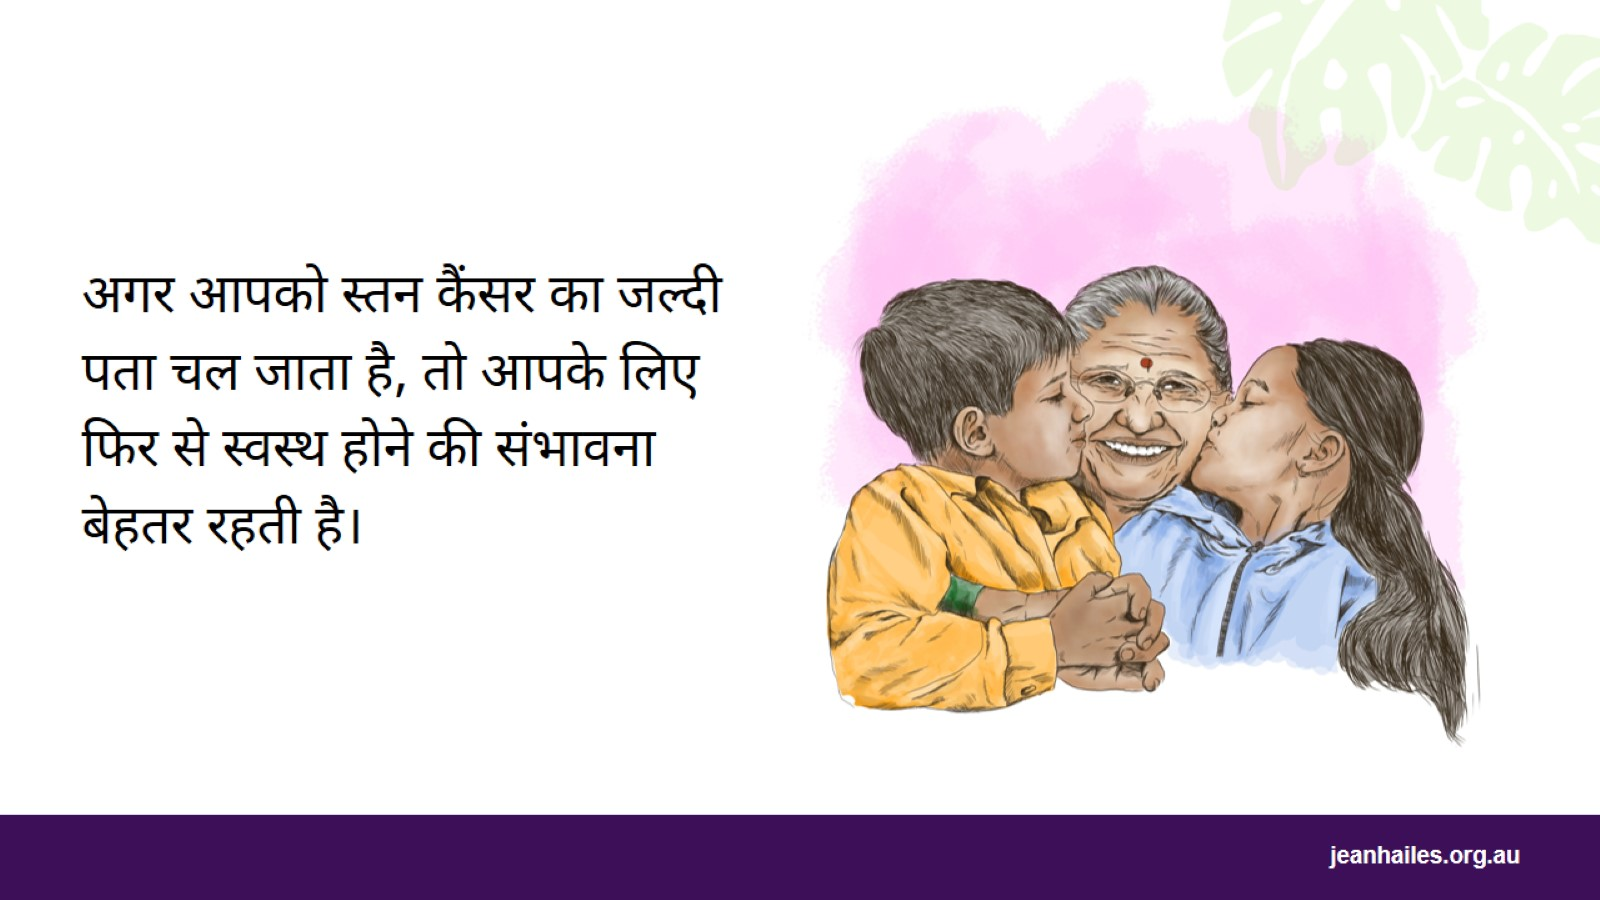 अगर आपको स्तन कैंसर का जल्दी
पता चल जाता है, तो आपके लिए
फिर से स्वस्थ होने की संभावना
बेहतर रहती है।
jeanhailes.org.au